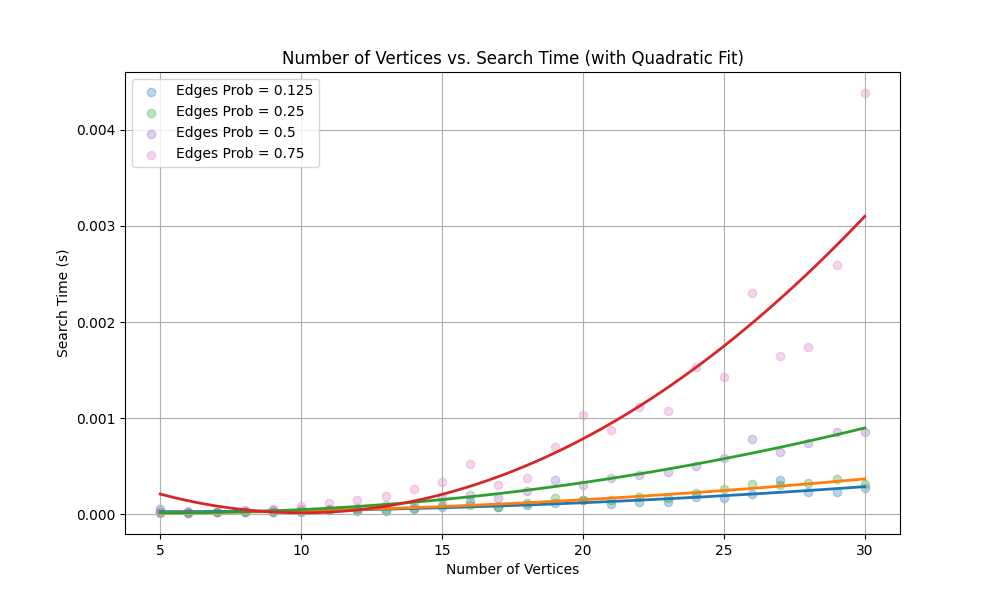 Number of Vertices vs. Search Time (with Quadratic Fit)
Edges Prob = 0.125
Edges Prob = 0.25
Edges Prob = 0.5
Edges Prob = 0.75
Search Time (s)
0.004
0.003
0.002
0.001
0.000
5 10 15 20 25 30
Number of Vertices